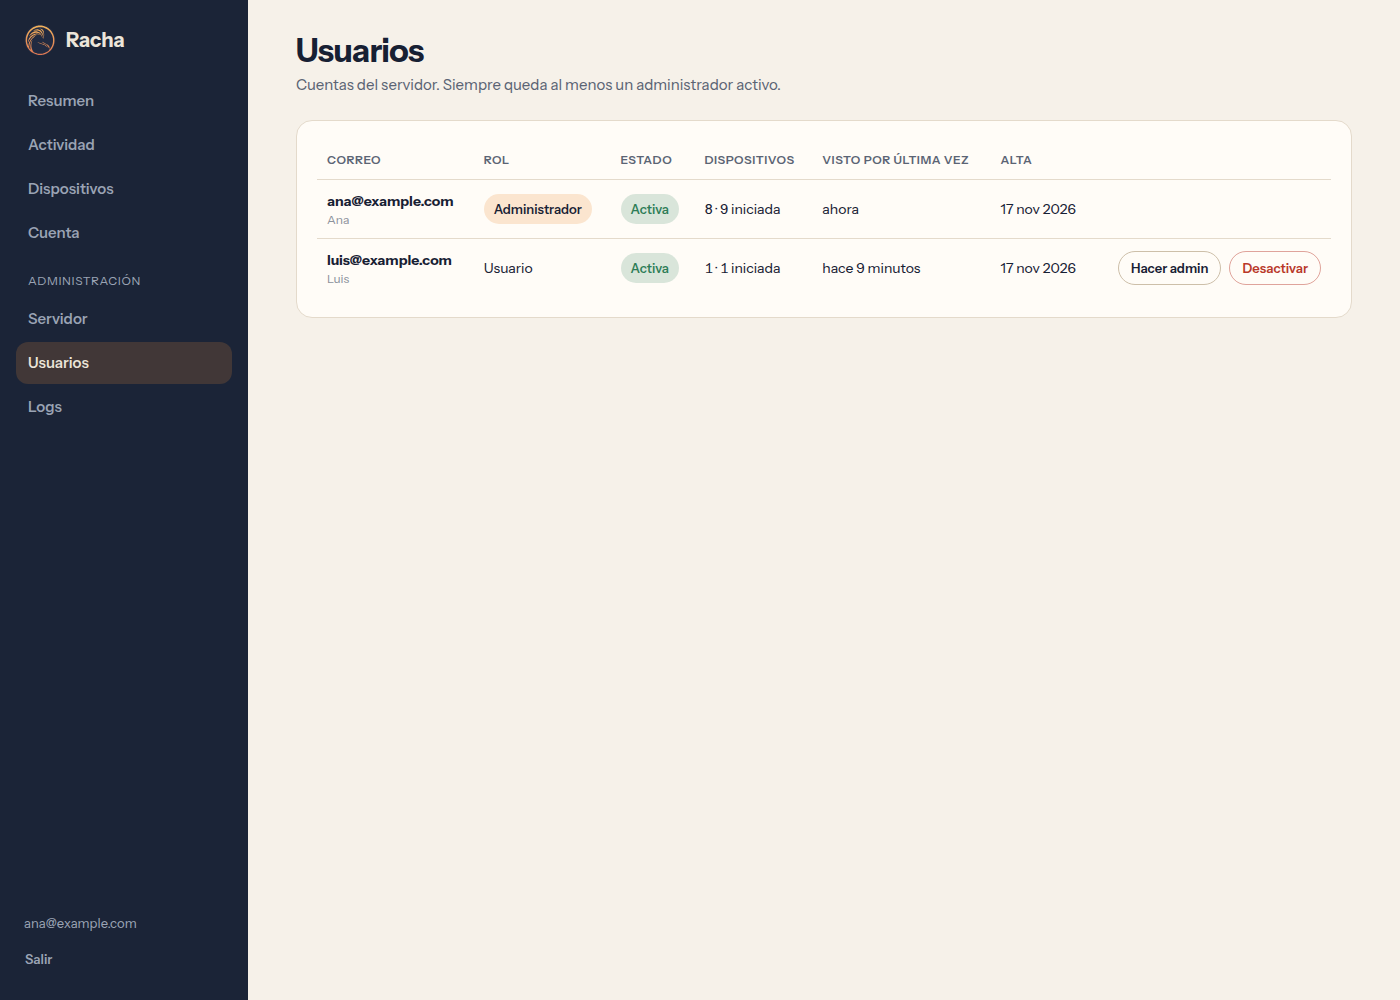 Racha
Resumen
Actividad
Dispositivos
Cuenta
ADMINISTRACIÓN
Servidor
Usuarios
Logs
ana@example.com
Salir
Usuarios
Cuentas del servidor. Siempre queda al menos un administrador activo.
CORREO ROL ESTADO DISPOSITIVOS VISTO POR ÚLTIMA VEZ ALTA
ana@example.com Administrador Activa 8 · 9 iniciada ahora 17 nov 2026
Ana
luis@example.com Usuario Activa 1 · 1 iniciada hace 9 minutos 17 nov 2026 Hacer admin Desactivar
Luis